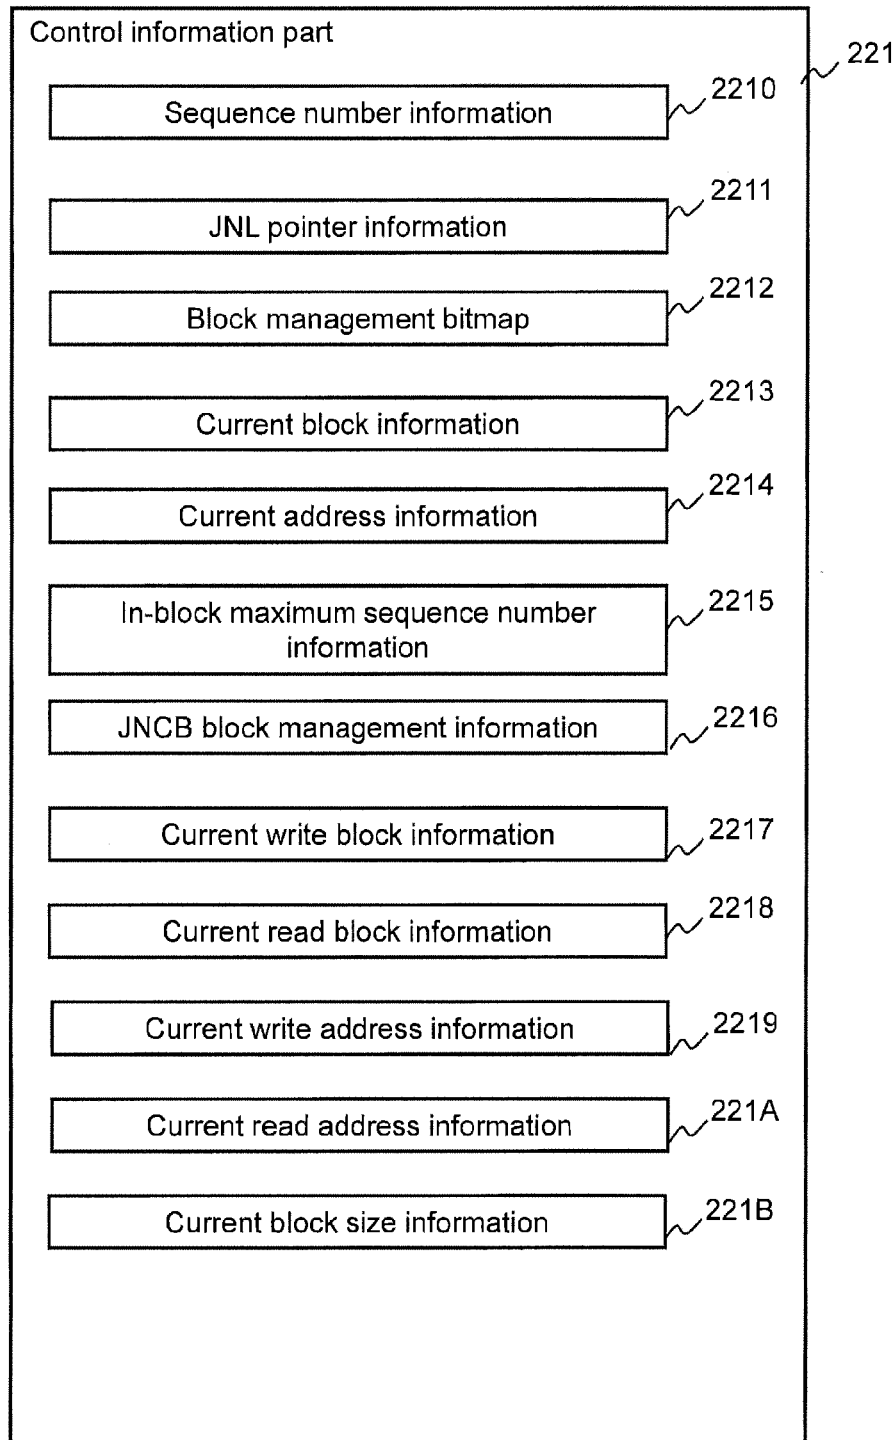 Control information part
221
Sequence number information
2210
JNL pointer information
2211
Block management bitmap
2212
Current block information
2213
Current address information
2214
In-block maximum sequence number
information
2215
JNCB block management information
2216
Current write block information
2217
Current read block information
2218
Current write address information
2219
Current read address information
221A
Current block size information
221B